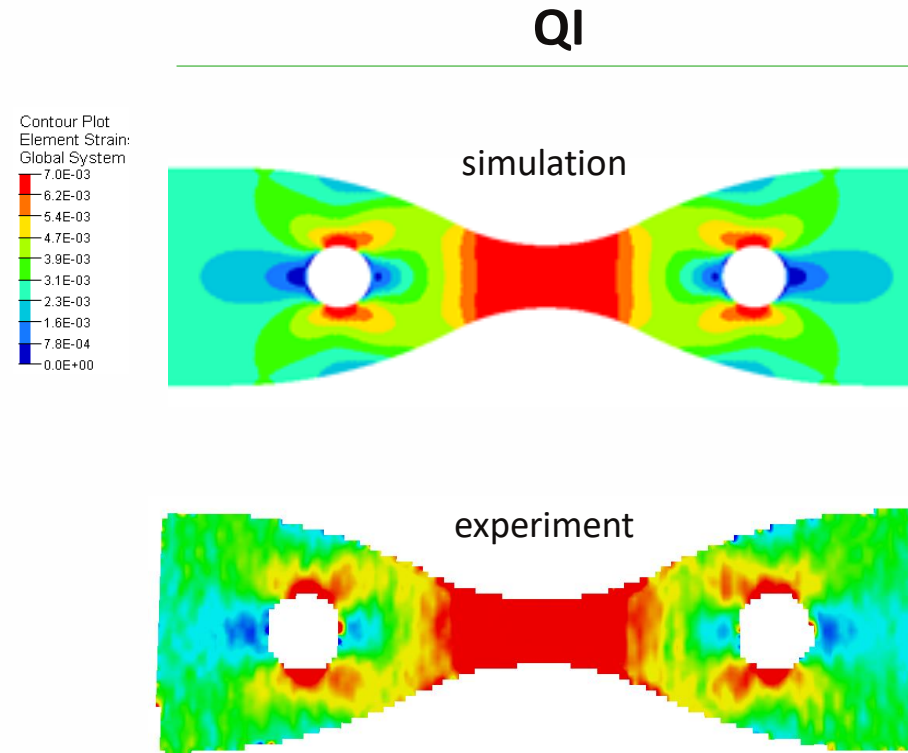 QI
Contour Plot
Element Strain:
Global System
7.0E-03
6.2E-03
5.4E-03
4.7E-03
3.9E-03
3.1E-03
2.3E-03
1.6E-03
7.8E-04
0.0E+00
simulation
experiment